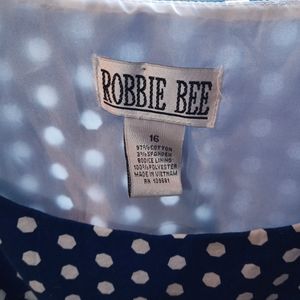 ROBBIE BEE
16
97% COTTON
3% SPANDEX
BODICE LINING
100% POLYESTER
MADE IN VIETNAM